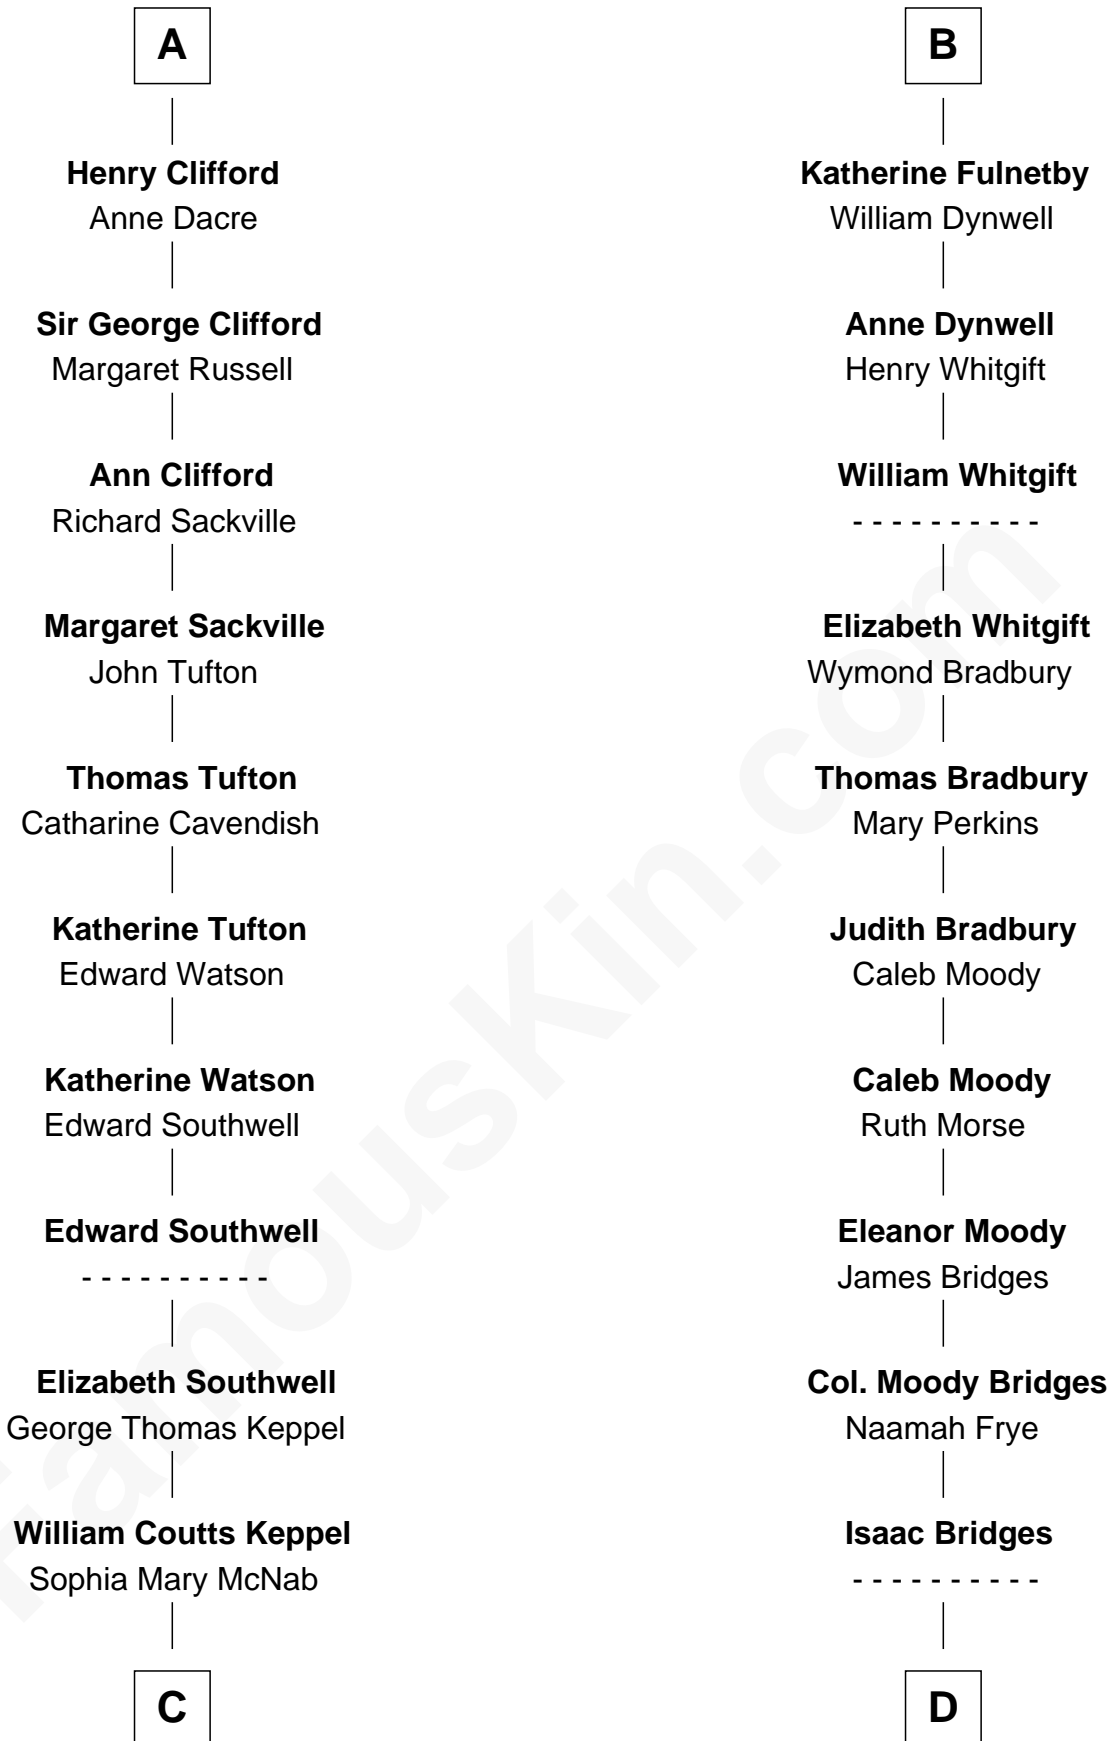 A
Henry Clifford
Anne Dacre
Sir George Clifford
Margaret Russell
Ann Clifford
Richard Sackville
Margaret Sackville
John Tufton
Thomas Tufton
Catharine Cavendish
Katherine Tufton
Edward Watson
Katherine Watson
Edward Southwell
Edward Southwell
- - - - - - - - - -
Elizabeth Southwell
George Thomas Keppel
William Coutts Keppel
Sophia Mary McNab
C
B
Katherine Fulnetby
William Dynwell
Anne Dynwell
Henry Whitgift
William Whitgift
- - - - - - - - - -
Elizabeth Whitgift
Wymond Bradbury
Thomas Bradbury
Mary Perkins
Judith Bradbury
Caleb Moody
Caleb Moody
Ruth Morse
Eleanor Moody
James Bridges
Col. Moody Bridges
Naamah Frye
Isaac Bridges
- - - - - - - - - -
D
FamousKin.com